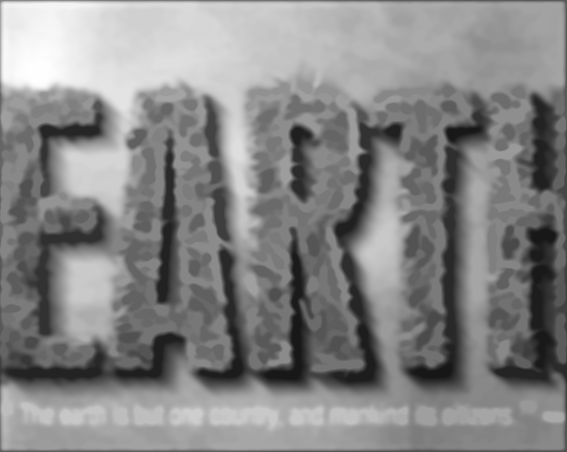 EARTH
The earth is but one country, and mankind its citizens.